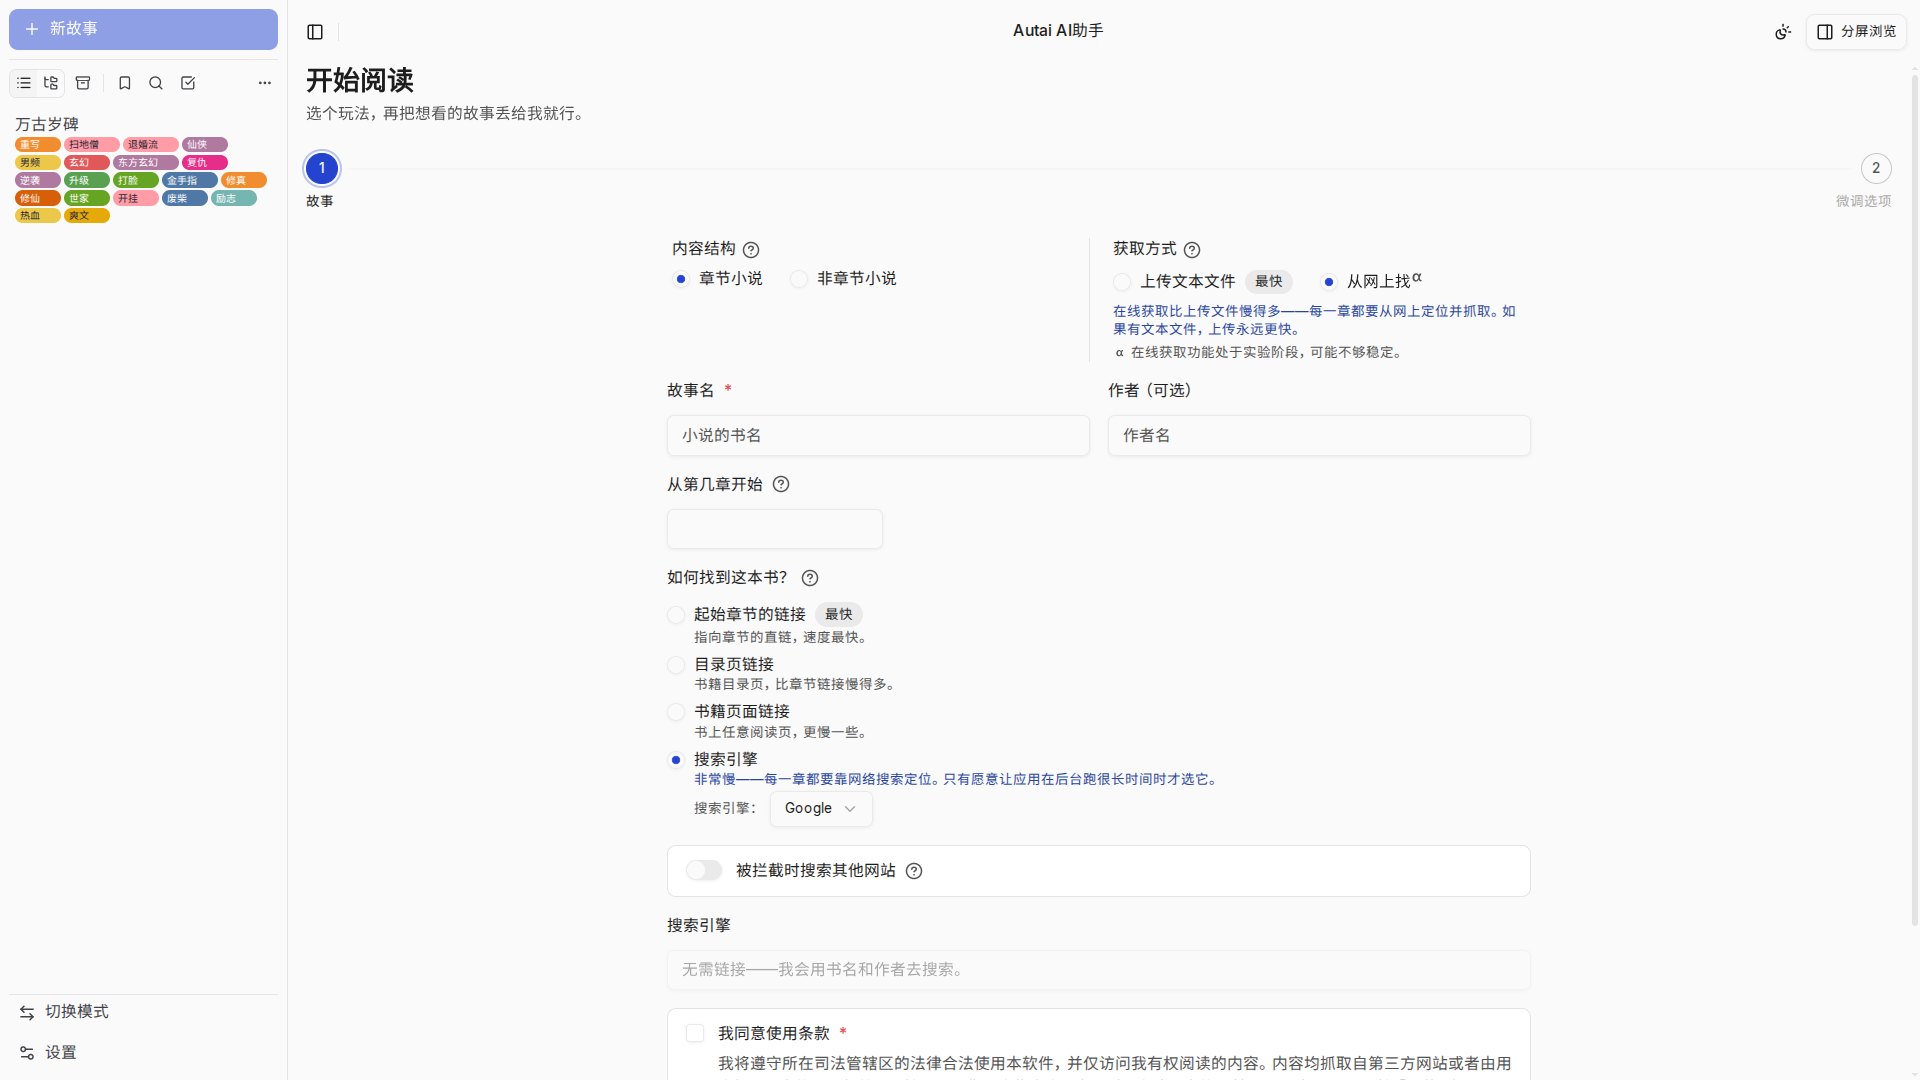 新故事
万古岁碑
重写 扫地僧 退婚流 仙侠
男频 玄幻 东方玄幻 复仇
逆袭 升级 打脸 金手指 修真
修仙 世家 开挂 废柴 励志
热血 爽文
切换模式
设置
Autai AI助手
分屏浏览
开始阅读
选个玩法，再把想看的故事丢给我就行。
1
故事
2
微调选项
内容结构
章节小说 非章节小说
获取方式
上传文本文件 最快 从网上找α
在线获取比上传文件慢得多——每一章都要从网上定位并抓取。如
果有文本文件，上传永远更快。
α 在线获取功能处于实验阶段，可能不够稳定。
故事名 *
小说的书名
作者（可选）
作者名
从第几章开始
如何找到这本书？
起始章节的链接 最快
指向章节的直链，速度最快。
目录页链接
书籍目录页，比章节链接慢得多。
书籍页面链接
书上任意阅读页，更慢一些。
搜索引擎
非常慢——每一章都要靠网络搜索定位。只有愿意让应用在后台跑很长时间时才选它。
搜索引擎： Google
被拦截时搜索其他网站
搜索引擎
无需链接——我会用书名和作者去搜索。
我同意使用条款 *
我将遵守所在司法管辖区的法律合法使用本软件，并仅访问我有权阅读的内容。内容均抓取自第三方网站或者由用